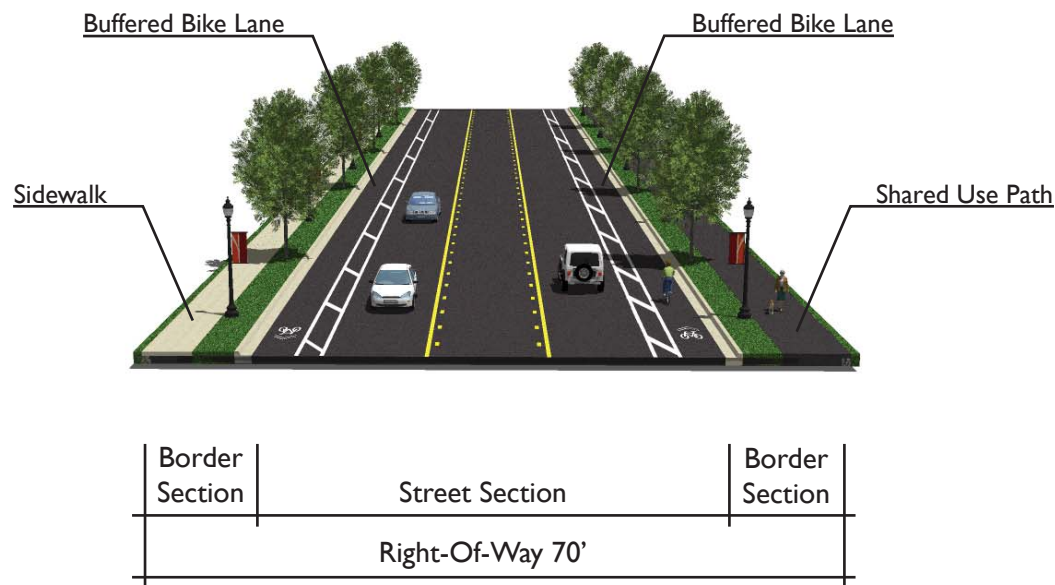 Buffered Bike Lane
Buffered Bike Lane
Sidewalk
Shared Use Path
Border
Section
Street Section
Border
Section
Right-Of-Way 70’